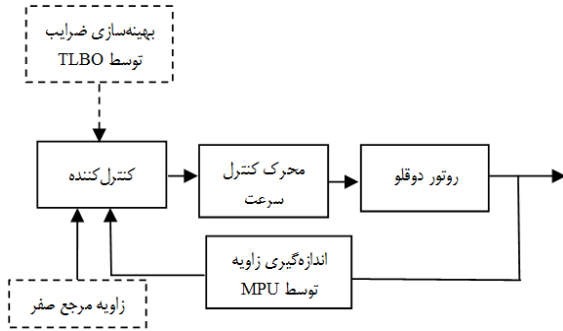 بهینه‌سازی ضرایب
توسط TLBO
کنترل‌کننده
محرک کنترل
سرعت
روتور دوقلو
اندازه‌گیری زاویه
توسط MPU
زاویه مرجع صفر